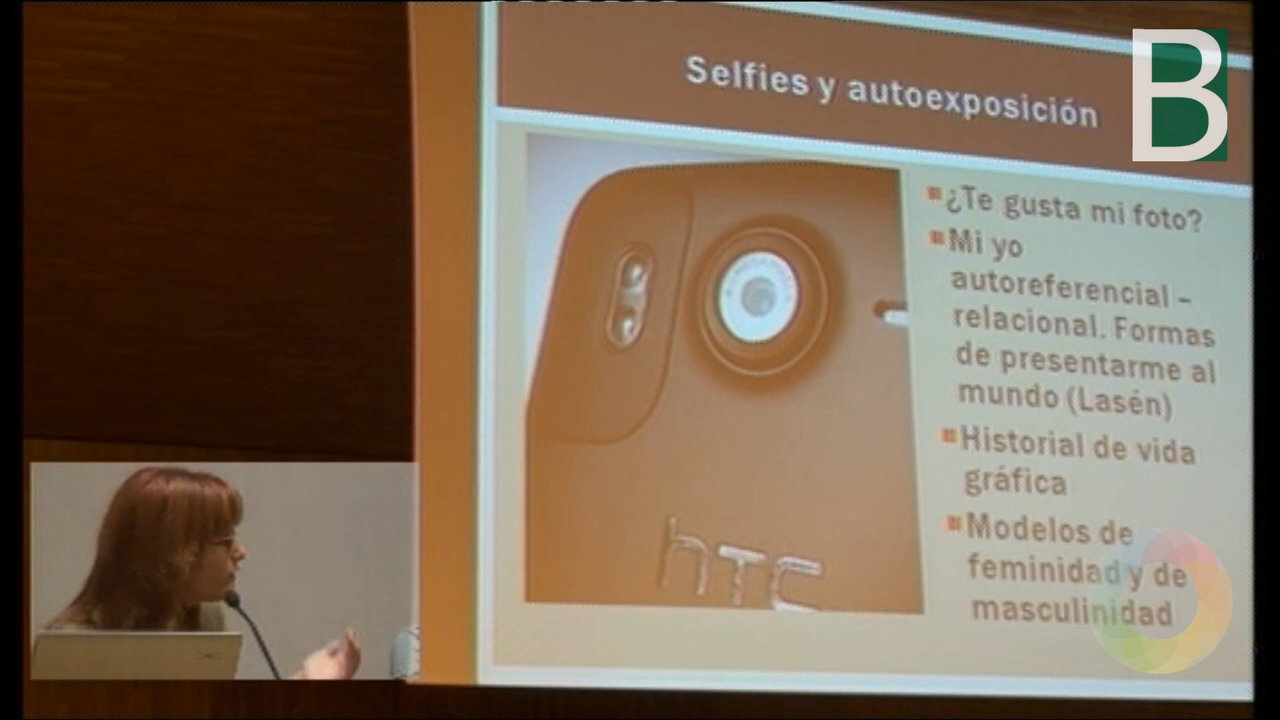 B
Selfies y autoexposición
¿Te gusta mi foto?
Mi yo
autoreferencial –
relacional. Formas
de presentarme al
mundo (Lasén)
Historial de vida
gráfica
Modelos de
feminidad y de
masculinidad
hTC